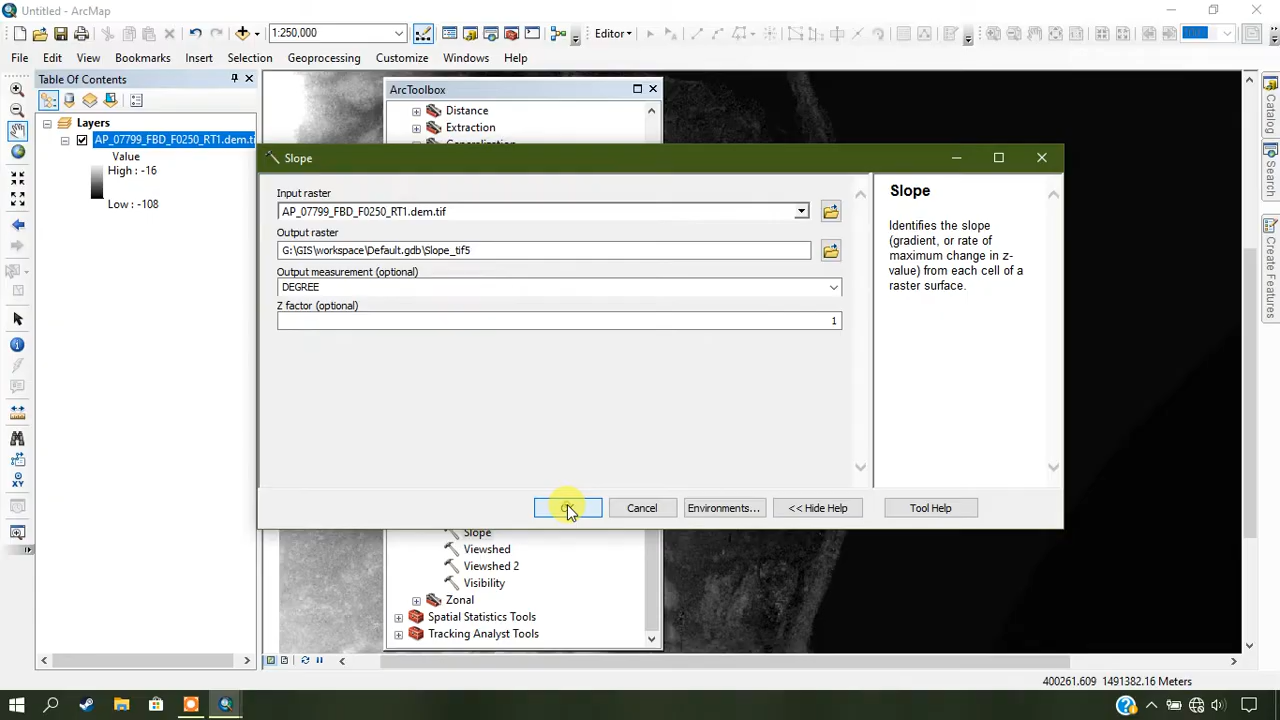 Untitled - ArcMap
1:250,000
Editor
File Edit View Bookmarks Insert Selection Geoprocessing Customize Windows Help
Table Of Contents
Layers
AP_07799_FBD_F0250_RT1.dem.ti
Value
High : -16
Low : -108
ArcToolbox
Distance
Extraction
Slope
Input raster
AP_07799_FBD_F0250_RT1.dem.tif
Output raster
G:\GIS\workspace\Default.gdb\Slope_tif5
Output measurement (optional)
DEGREE
Z factor (optional)
1
Slope
Identifies the slope
(gradient, or rate of
maximum change in z-
value) from each cell of a
raster surface.
Cancel Environments... << Hide Help Tool Help
Slope
Viewshed
Viewshed 2
Visibility
Zonal
Spatial Statistics Tools
Tracking Analyst Tools
Catalog
Search
Create Features
400261.609 1491382.16 Meters